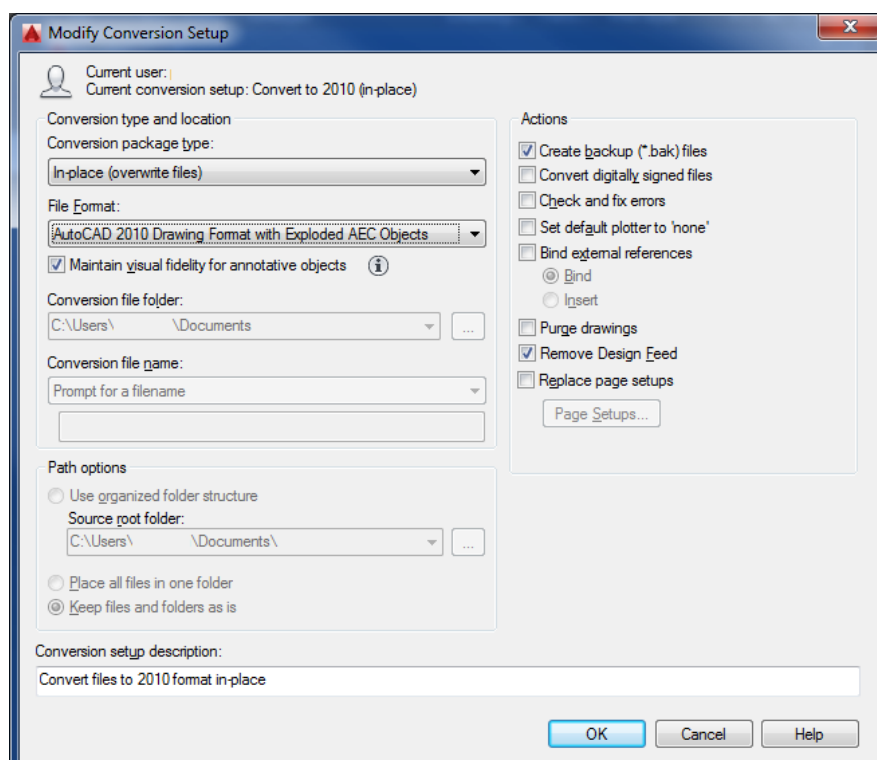 Modify Conversion Setup
Current user:
Current conversion setup: Convert to 2010 (in-place)
Conversion type and location
Conversion package type:
In-place (overwrite files)
File Format:
AutoCAD 2010 Drawing Format with Exploded AEC Objects
Maintain visual fidelity for annotative objects
Conversion file folder:
C:\Users\ \Documents
...
Conversion file name:
Prompt for a filename
Path options
Use organized folder structure
Source root folder:
C:\Users\ \Documents\
...
Place all files in one folder
Keep files and folders as is
Actions
Create backup (*.bak) files
Convert digitally signed files
Check and fix errors
Set default plotter to 'none'
Bind external references
Bind
Insert
Purge drawings
Remove Design Feed
Replace page setups
Page Setups...
Conversion setup description:
Convert files to 2010 format in-place
OK
Cancel
Help